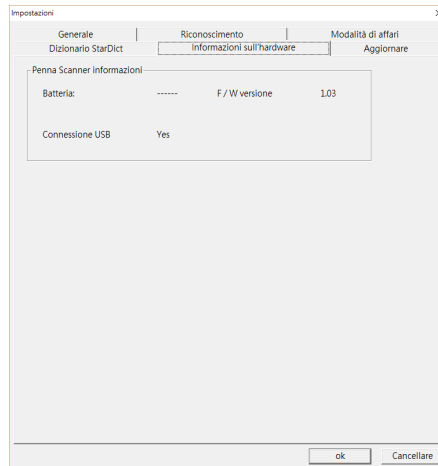 Impostazioni
Generale Riconoscimento Modalità di affari
Dizionario StarDict Informazioni sull'hardware Aggiornare
Penna Scanner Informazioni
Batteria: ------ F / W versione 1.03
Connessione USB Yes
ok Cancellare